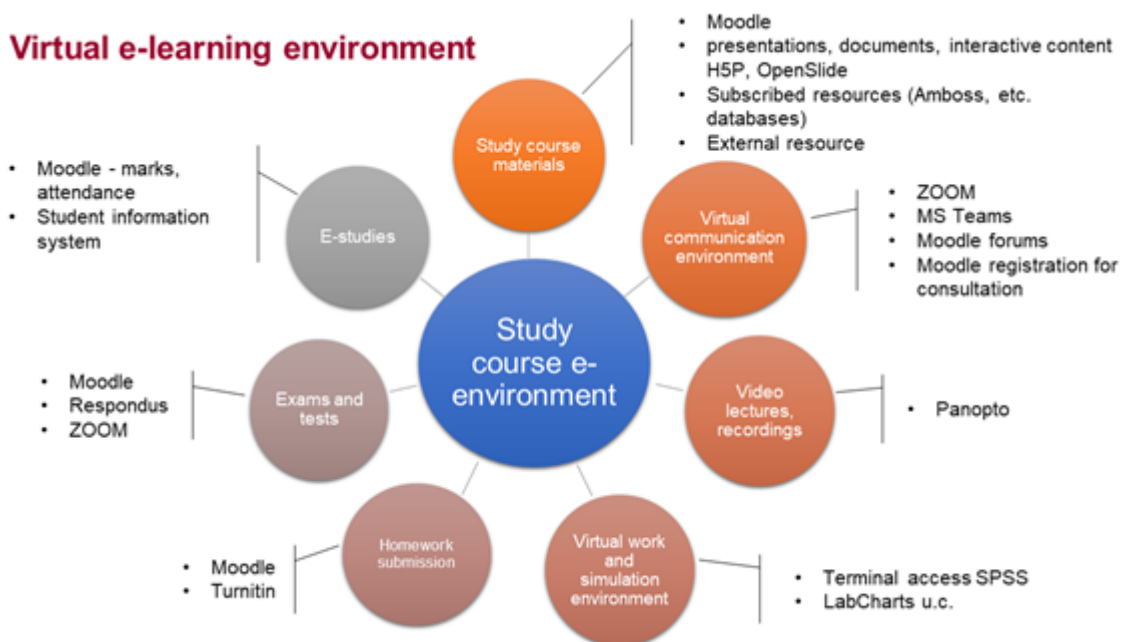 Virtual e-learning environment
Study course
materials
• Moodle
• presentations, documents, interactive content
H5P, OpenSlide
• Subscribed resources (Amboss, etc.
databases)
• External resource
Virtual
communication
environment
• ZOOM
• MS Teams
• Moodle forums
• Moodle registration for
consultation
Video
lectures,
recordings
• Panopto
Virtual work
and
simulation
environment
• Terminal access SPSS
• LabCharts u.c.
Homework
submission
• Moodle
• Turnitin
Exams and
tests
• Moodle
• Respondus
• ZOOM
E-studies
• Moodle - marks,
attendance
• Student information
system
Study
course e-
environment